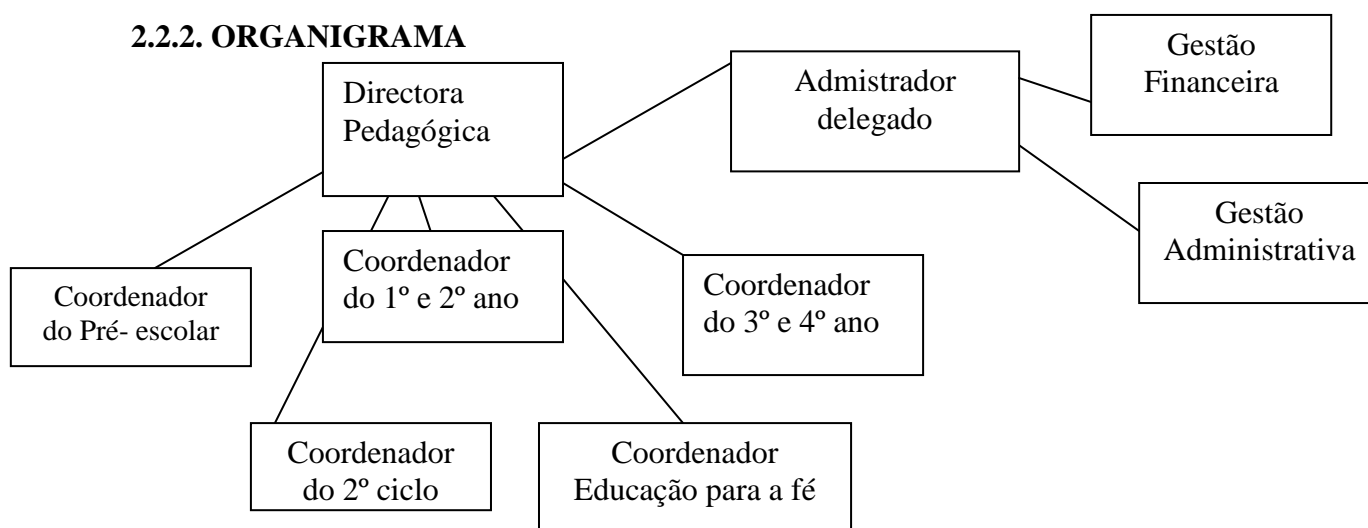 2.2.2. ORGANIGRAMA
Directora
Pedagógica
Admistrador
delegado
Gestão
Financeira
Gestão
Administrativa
Coordenador
do Pré- escolar
Coordenador
do 1º e 2º ano
Coordenador
do 3º e 4º ano
Coordenador
do 2º ciclo
Coordenador
Educação para a fé